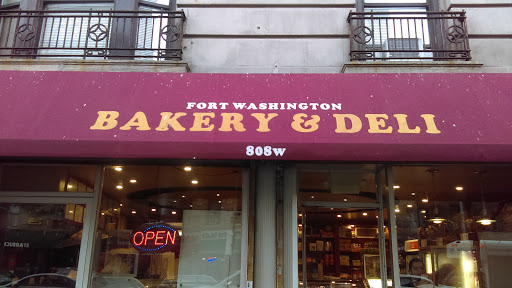 FORT WASHINGTON
BAKERY & DELI
808W
OPEN